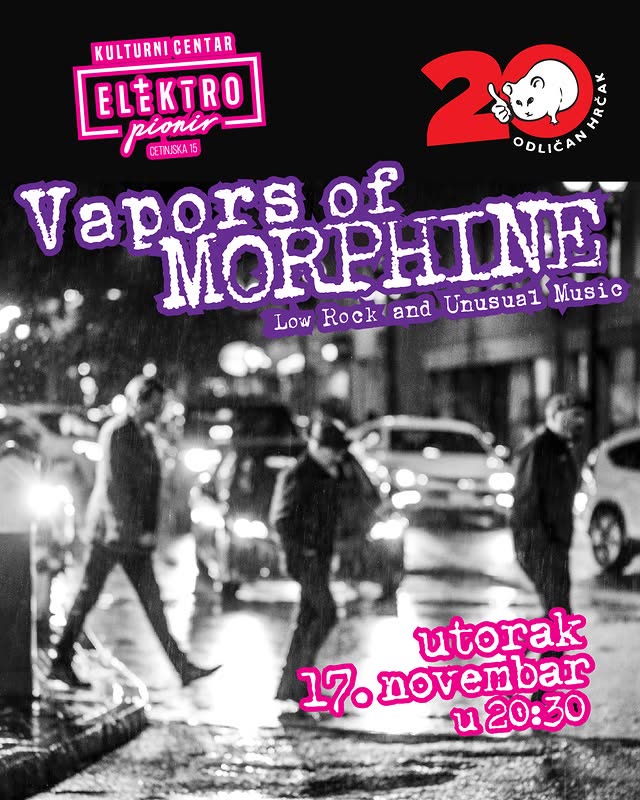 KULTURNI CENTAR
ELEKTRO
pionir
CETINJSKA 15
20
ODLIČAN HRČAK
Vapors of
MORPHINE
Low Rock and Unusual Music
utorak
17. novembar
u 20:30